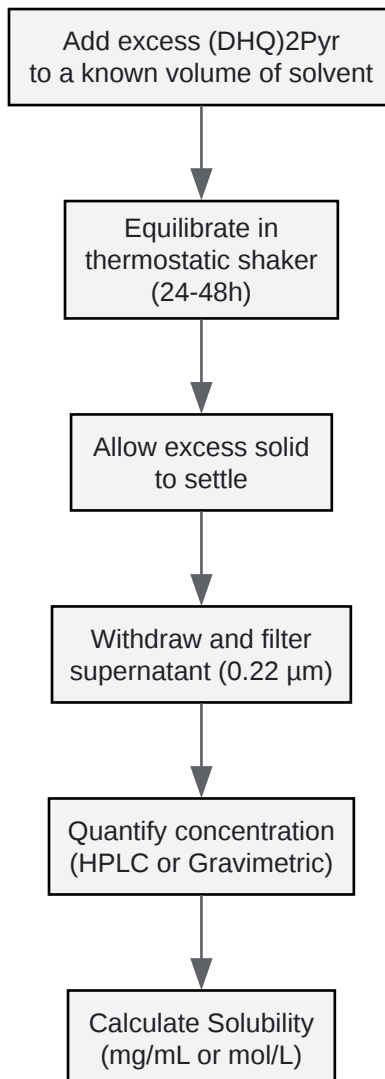 Add excess (DHQ)2Pyr
to a known volume of solvent
Equilibrate in
thermostatic shaker
(24-48h)
Allow excess solid
to settle
Withdraw and filter
supernatant (0.22 µm)
Quantify concentration
(HPLC or Gravimetric)
Calculate Solubility
(mg/mL or mol/L)